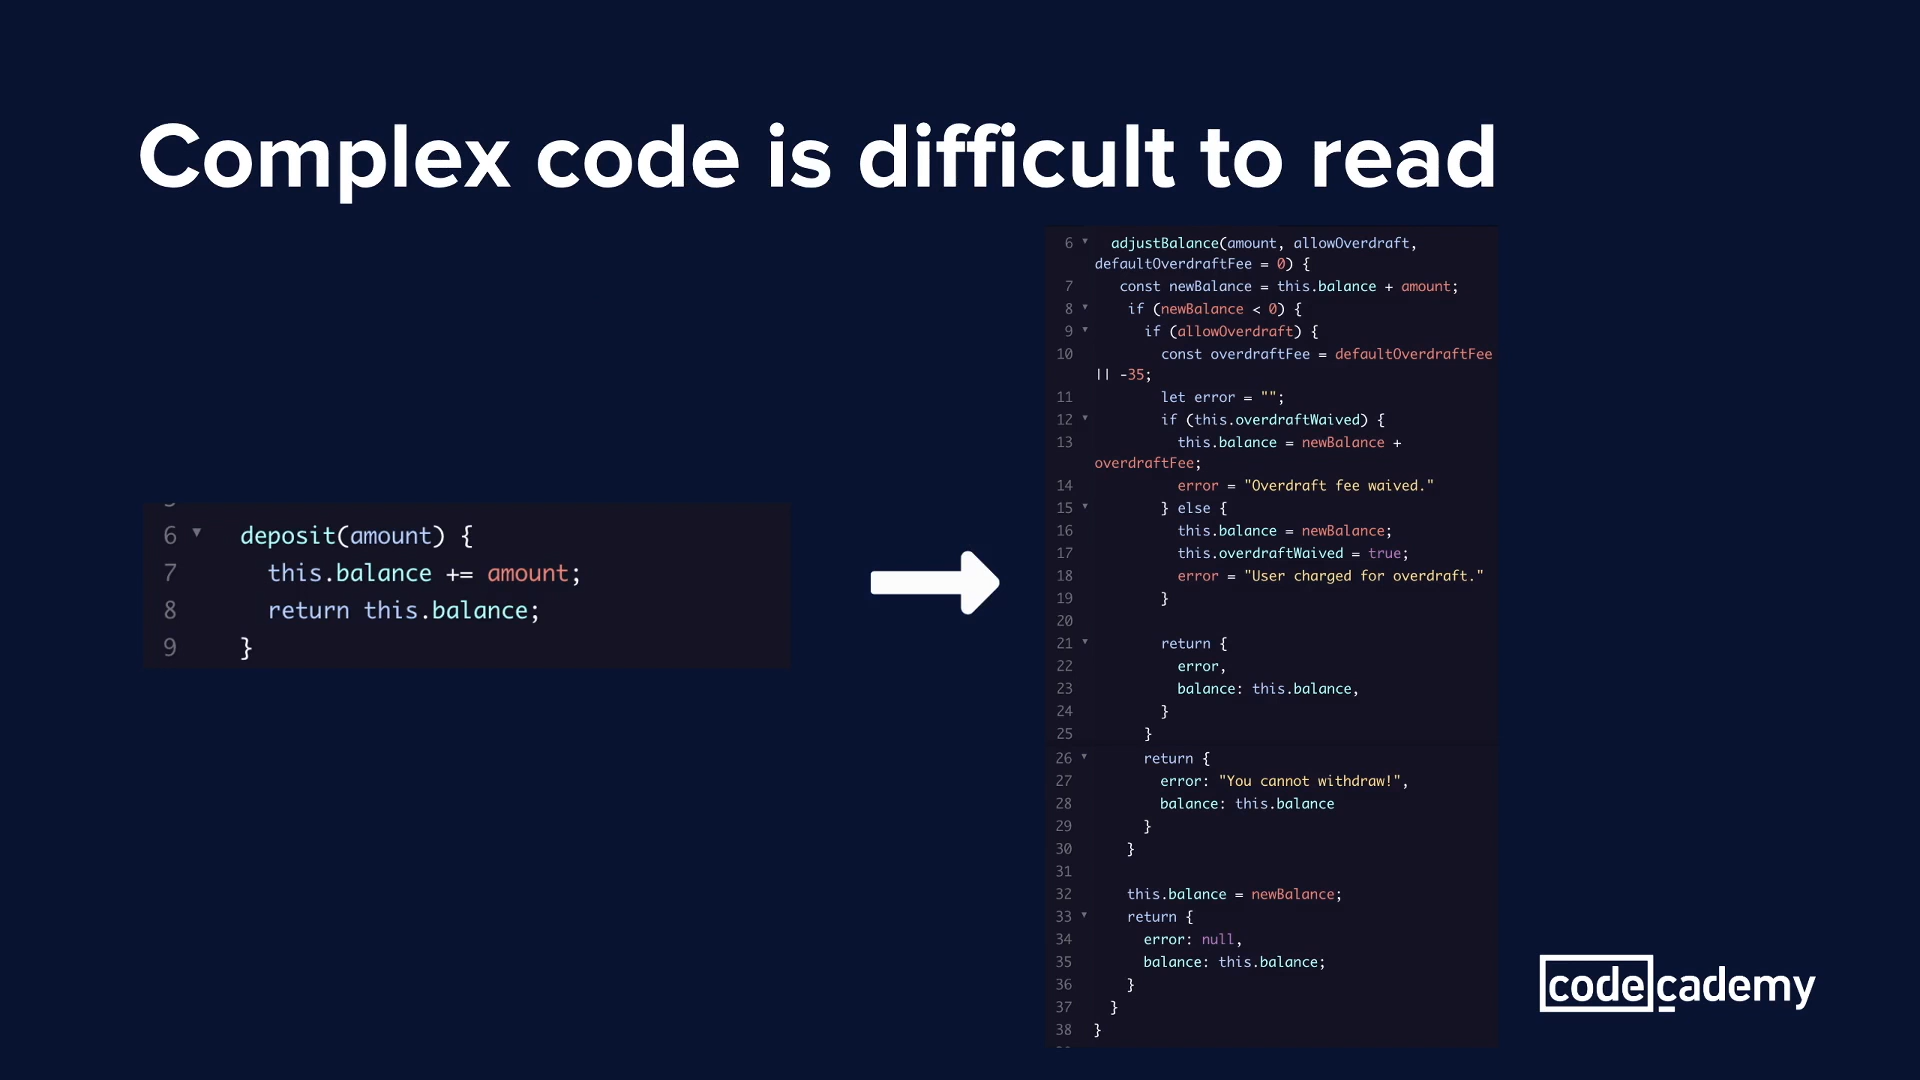 Complex code is difficult to read
6 deposit(amount) {
7 this.balance += amount;
8 return this.balance;
9 }
6 adjustBalance(amount, allowOverdraft,
defaultOverdraftFee = 0) {
7 const newBalance = this.balance + amount;
8 if (newBalance < 0) {
9 if (allowOverdraft) {
10 const overdraftFee = defaultOverdraftFee
|| -35;
11 let error = "";
12 if (this.overdraftWaived) {
13 this.balance = newBalance +
overdraftFee;
14 error = "Overdraft fee waived."
15 } else {
16 this.balance = newBalance;
17 this.overdraftWaived = true;
18 error = "User charged for overdraft."
19 }
20
21 return {
22 error,
23 balance: this.balance,
24 }
25 }
26 return {
27 error: "You cannot withdraw!",
28 balance: this.balance
29 }
30 }
31
32 this.balance = newBalance;
33 return {
34 error: null,
35 balance: this.balance;
36 }
37 }
38 }
codecademy